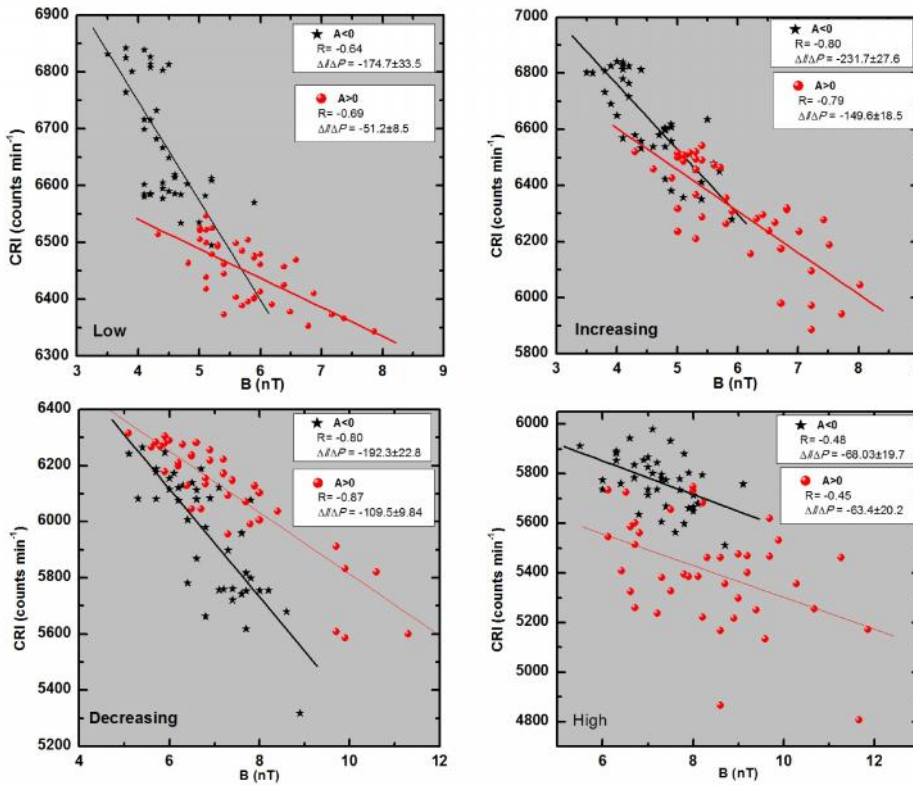 6900
6800
6700
6600
6500
6400
6300
CRI (counts min⁻¹)
★ A<0
R= -0.64
ΔI/ΔP = -174.7±33.5
A>0
R= -0.69
ΔI/ΔP = -51.2±8.5
Low
3 4 5 6 7 8 9
B (nT)
7000
6800
6600
6400
6200
6000
5800
CRI (counts min⁻¹)
★ A<0
R= -0.80
ΔI/ΔP = -231.7±27.6
A>0
R= -0.79
ΔI/ΔP = -149.6±18.5
Increasing
3 4 5 6 7 8 9
B (nT)
6400
6200
6000
5800
5600
5400
5200
CRI (counts min⁻¹)
★ A<0
R= -0.80
ΔI/ΔP = -192.3±22.8
A>0
R= -0.87
ΔI/ΔP = -109.5±9.84
Decreasing
4 6 8 10 12
B (nT)
6000
5800
5600
5400
5200
5000
4800
CRI (counts min⁻¹)
★ A<0
R= -0.48
ΔI/ΔP = -68.03±19.7
A>0
R= -0.45
ΔI/ΔP = -63.4±20.2
High
6 8 10 12
B (nT)